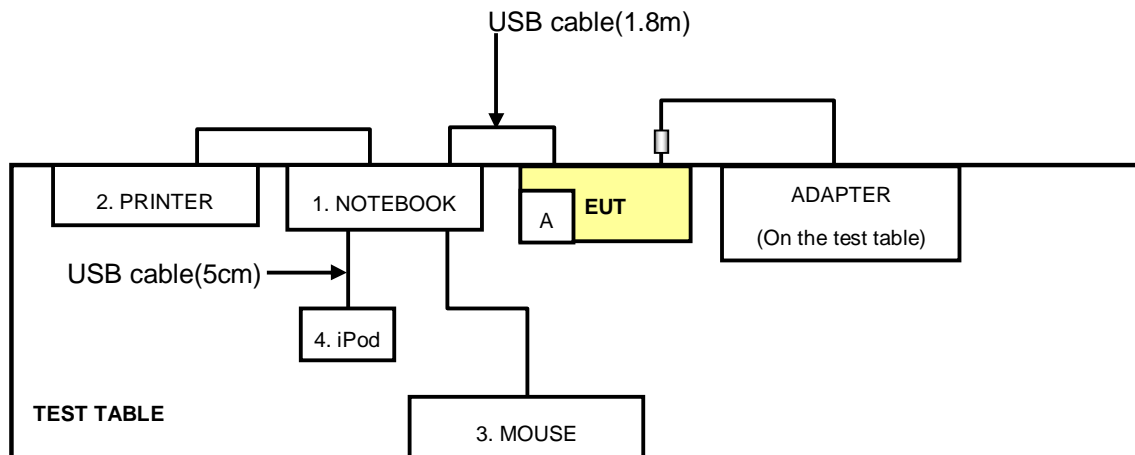 USB cable(1.8m)
2. PRINTER
1. NOTEBOOK
A
EUT
ADAPTER
(On the test table)
USB cable(5cm)
4. iPod
TEST TABLE
3. MOUSE